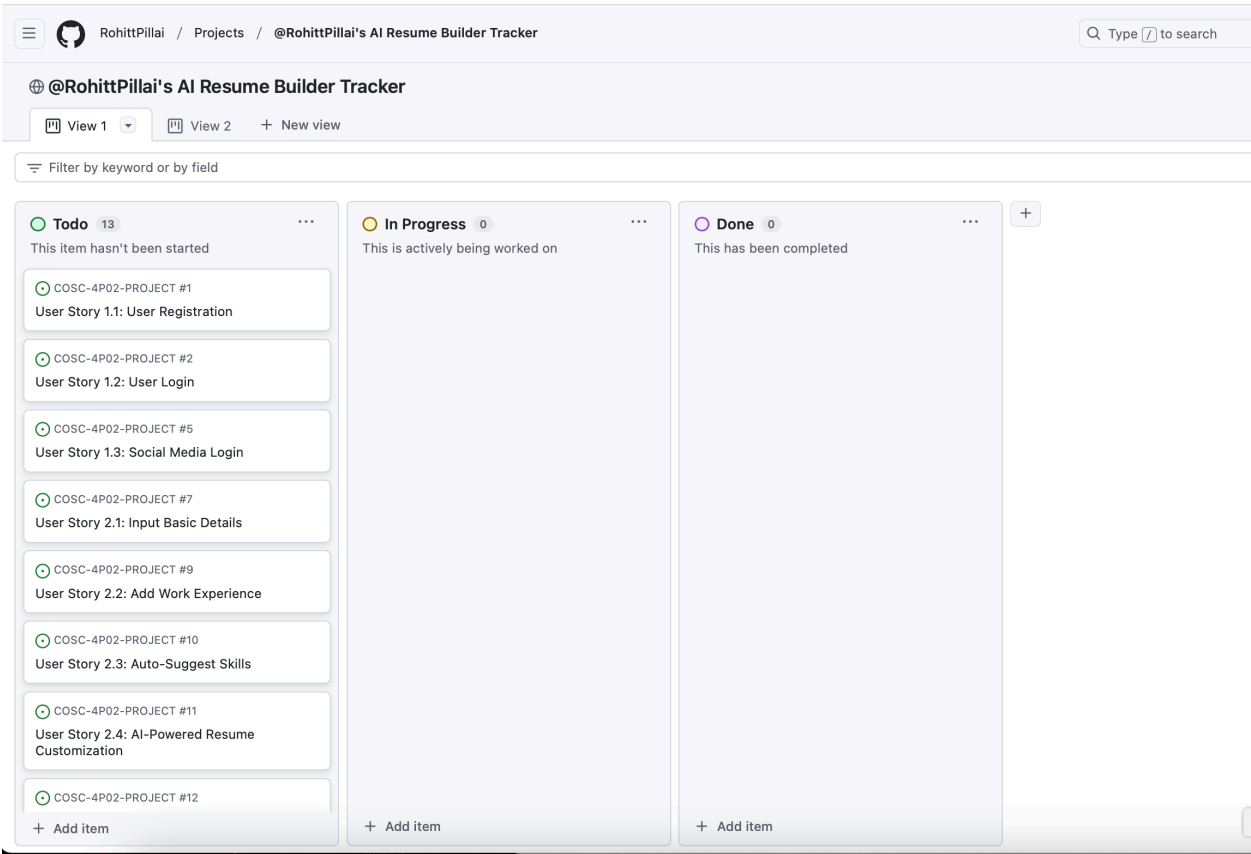 RohittPillai / Projects / @RohittPillai's AI Resume Builder Tracker
Type / to search
@RohittPillai's AI Resume Builder Tracker
View 1
View 2
+ New view
Filter by keyword or by field
Todo 13
This item hasn't been started
COSC-4P02-PROJECT #1
User Story 1.1: User Registration
COSC-4P02-PROJECT #2
User Story 1.2: User Login
COSC-4P02-PROJECT #5
User Story 1.3: Social Media Login
COSC-4P02-PROJECT #7
User Story 2.1: Input Basic Details
COSC-4P02-PROJECT #9
User Story 2.2: Add Work Experience
COSC-4P02-PROJECT #10
User Story 2.3: Auto-Suggest Skills
COSC-4P02-PROJECT #11
User Story 2.4: AI-Powered Resume
Customization
COSC-4P02-PROJECT #12
+ Add item
In Progress 0
This is actively being worked on
+ Add item
Done 0
This has been completed
+ Add item
+